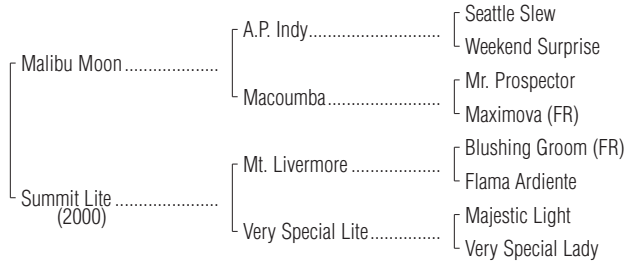 Seattle Slew
A.P. Indy
Weekend Surprise
Malibu Moon
Mr. Prospector
Macoumba
Maximova (FR)
Blushing Groom (FR)
Mt. Livermore
Flama Ardiente
Summit Lite
(2000)
Majestic Light
Very Special Lite
Very Special Lady